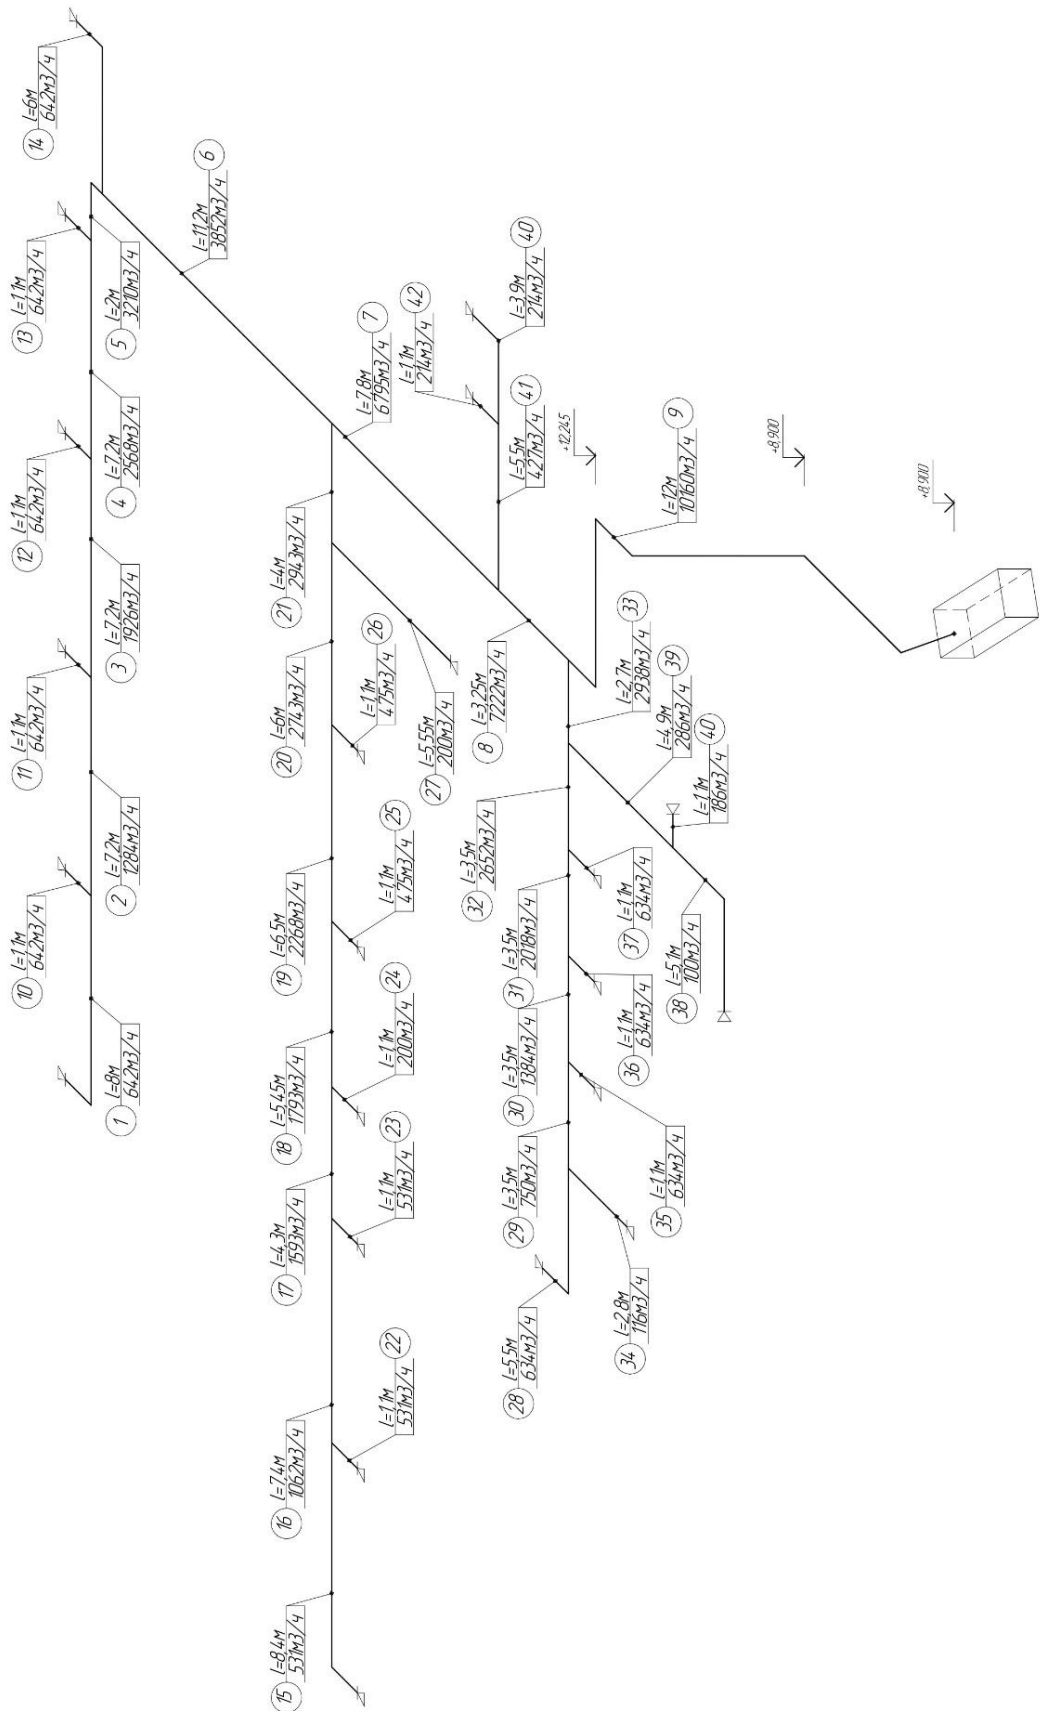 14
l=6м
642м3/ч
13
l=1,1м
642м3/ч
12
l=1,1м
642м3/ч
11
l=1,1м
642м3/ч
10
l=1,1м
642м3/ч
6
l=11,2м
3852м3/ч
5
l=2м
3210м3/ч
4
l=7,2м
2568м3/ч
3
l=7,2м
1926м3/ч
2
l=7,2м
1284м3/ч
1
l=8м
642м3/ч
7
l=7,8м
6795м3/ч
42
l=1,1м
214м3/ч
40
l=3,9м
214м3/ч
41
l=5,5м
427м3/ч
21
l=4м
2943м3/ч
20
l=6м
2743м3/ч
19
l=6,5м
2268м3/ч
18
l=5,45м
1793м3/ч
17
l=4,3м
1593м3/ч
16
l=7,4м
1062м3/ч
15
l=8,4м
531м3/ч
26
l=1,1м
475м3/ч
27
l=5,55м
200м3/ч
25
l=1,1м
475м3/ч
24
l=1,1м
200м3/ч
23
l=1,1м
531м3/ч
22
l=1,1м
531м3/ч
8
l=3,25м
7222м3/ч
+12,245
9
l=12м
10160м3/ч
+8,900
+8,900
33
l=2,7м
2938м3/ч
39
l=4,9м
286м3/ч
40
l=1,1м
186м3/ч
32
l=3,5м
2652м3/ч
31
l=3,5м
2018м3/ч
30
l=3,5м
1384м3/ч
29
l=3,5м
750м3/ч
28
l=5,5м
634м3/ч
37
l=1,1м
634м3/ч
38
l=5,1м
100м3/ч
36
l=1,1м
634м3/ч
35
l=1,1м
634м3/ч
34
l=2,8м
116м3/ч